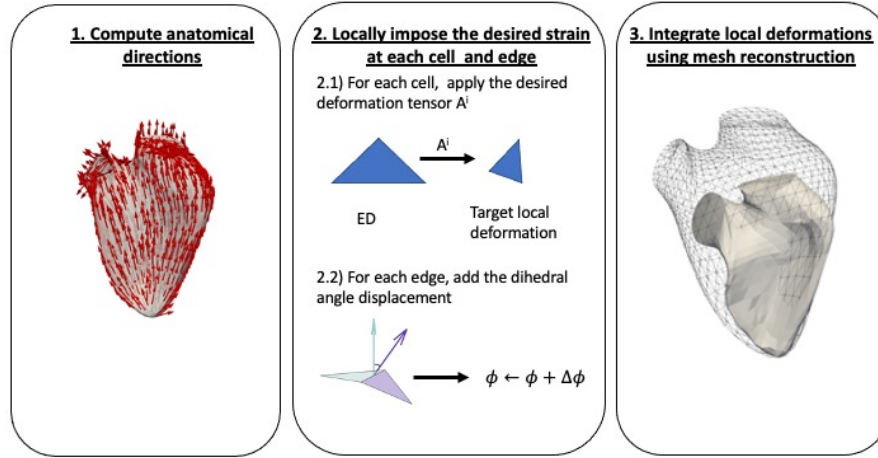 1. Compute anatomical
directions
2. Locally impose the desired strain
at each cell and edge
2.1) For each cell, apply the desired
deformation tensor Aⁱ
Aⁱ
ED
Target local
deformation
2.2) For each edge, add the dihedral
angle displacement
ϕ ← ϕ + Δϕ
3. Integrate local deformations
using mesh reconstruction